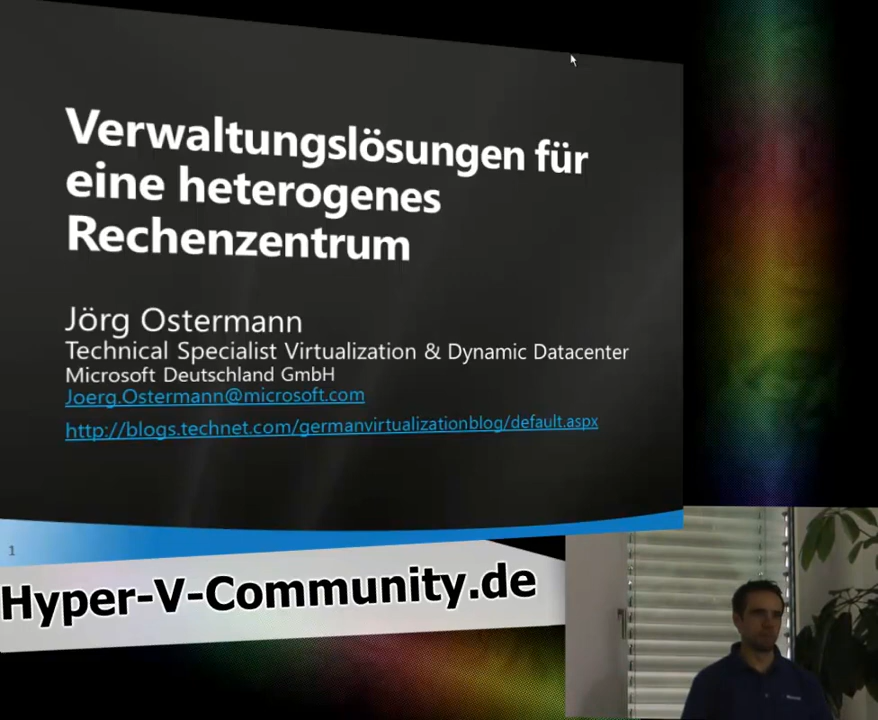 Verwaltungslösungen für
eine heterogenes
Rechenzentrum
Jörg Ostermann
Technical Specialist Virtualization & Dynamic Datacenter
Microsoft Deutschland GmbH
Joerg.Ostermann@microsoft.com
http://blogs.technet.com/germanvirtualizationblog/default.aspx
1
Hyper-V-Community.de